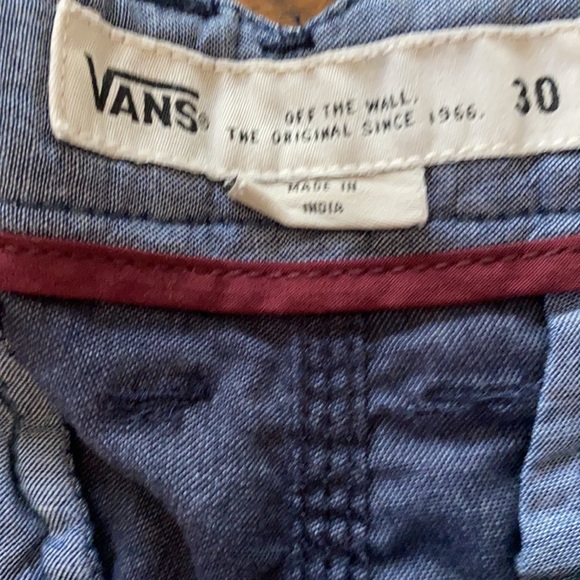 VANS®
OFF THE WALL.
THE ORIGINAL SINCE 1966.
30
MADE IN
INDIA